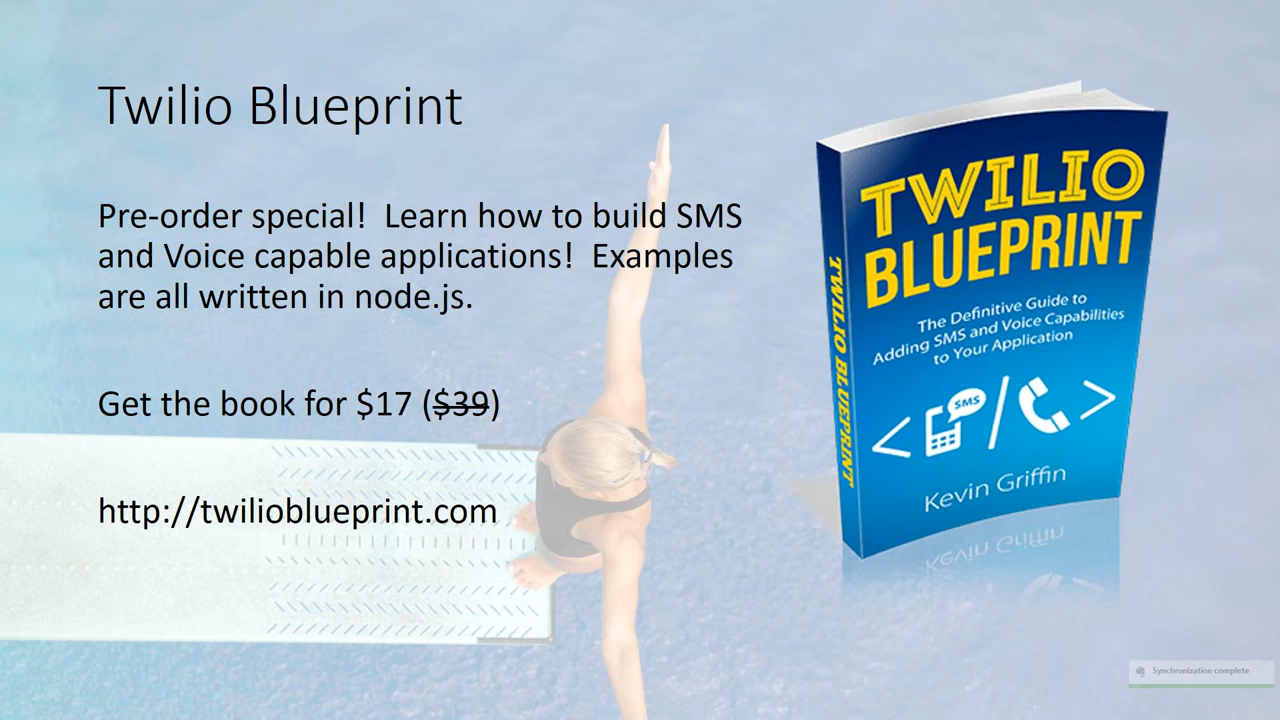 Twilio Blueprint
Pre-order special!  Learn how to build SMS
and Voice capable applications!  Examples
are all written in node.js.
Get the book for $17 ($39)
http://twilioblueprint.com
TWILIO
BLUEPRINT
The Definitive Guide to
Adding SMS and Voice Capabilities
to Your Application
SMS
Kevin Griffin
TWILIO BLUEPRINT
Kevin Griffin
Synchronization complete